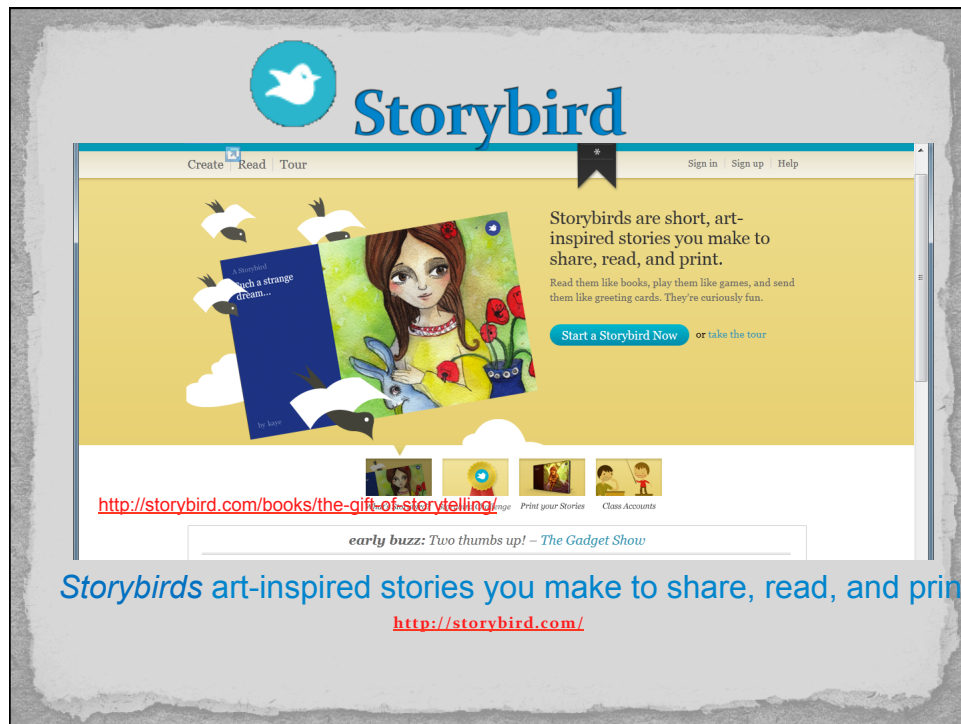 Storybird
Create Read Tour
Sign in Sign up Help
Storybirds are short, art-
inspired stories you make to
share, read, and print.
Read them like books, play them like games, and send
them like greeting cards. They're curiously fun.
Start a Storybird Now or take the tour
A Storybird
Such a strange
dream...
by kaye
http://storybird.com/books/the-gift-of-storytelling/
Print your Stories
Class Accounts
early buzz: Two thumbs up! – The Gadget Show
Storybirds art-inspired stories you make to share, read, and prin
http://storybird.com/